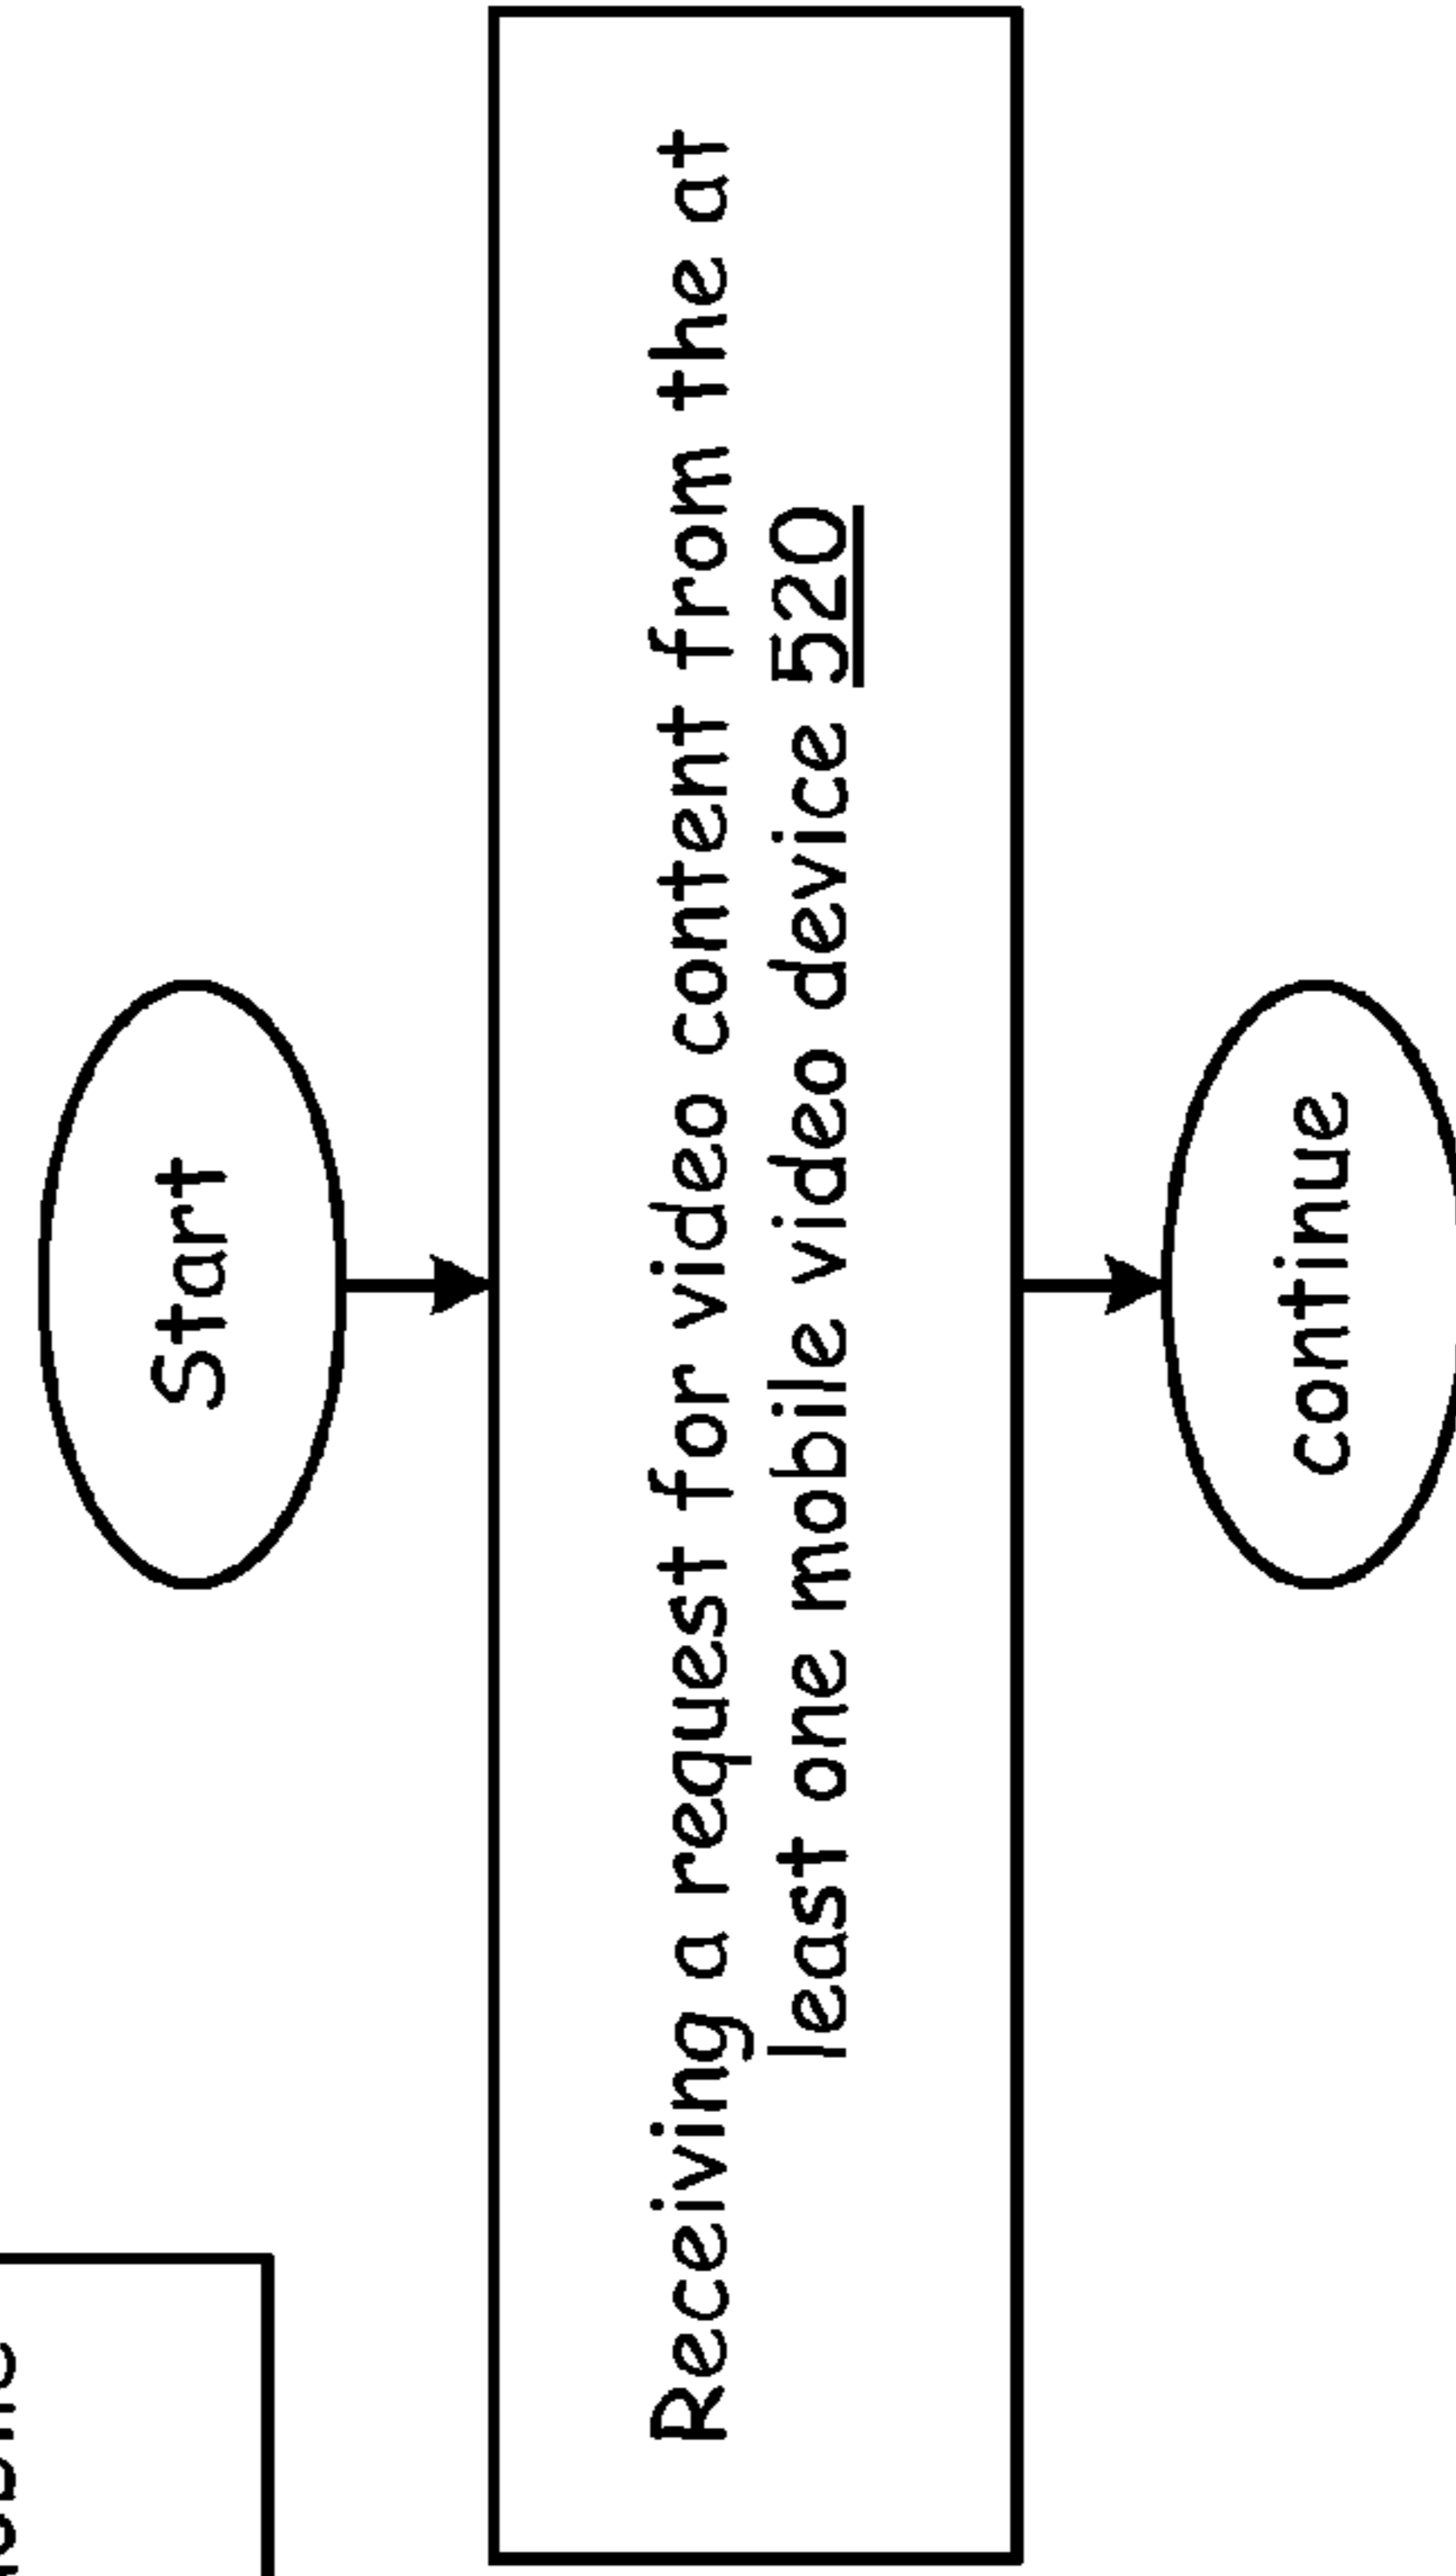 Start
Receiving a request for video content from the at
least one mobile video device 520
continue